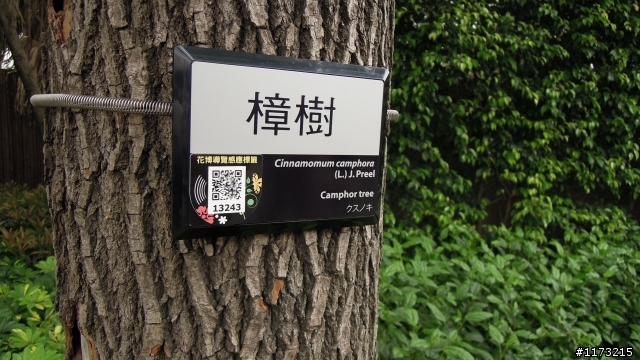 樟樹
花博導覽感應標籤
13243
Cinnamomum camphora
(L.) J. Preel
Camphor tree
クスノキ
#1173215